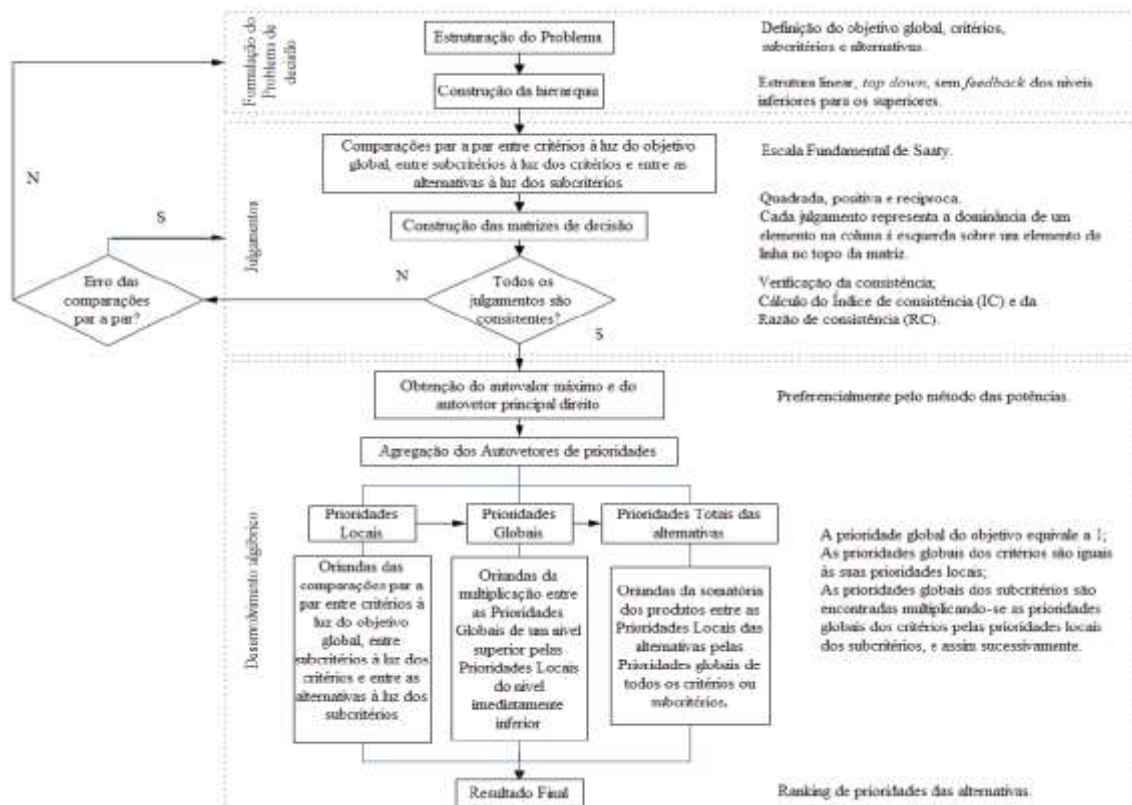 Formulação do
Problema de
decisão
Estruturação do Problema
Definição do objetivo global, critérios,
subcritérios e alternativas.
Construção da hierarquia
Estrutura linear, top down, sem feedback dos níveis
inferiores para os superiores.
Julgamentos
Comparações par a par entre critérios à luz do objetivo
global, entre subcritérios à luz dos critérios e entre as
alternativas à luz dos subcritérios
Escala Fundamental de Saaty.
Construção das matrizes de decisão
Quadrada, positiva e recíproca.
Cada julgamento representa a dominância de um
elemento na coluna á esquerda sobre um elemento da
linha no topo da matriz.
N
S
Erro das
comparações
par a par?
N
Todos os
julgamentos são
consistentes?
S
Verificação da consistência;
Cálculo do Índice de consistência (IC) e da
Razão de consistência (RC).
Desenvolvimento algébrico
Obtenção do autovalor máximo e do
autovetor principal direito
Preferencialmente pelo método das potências.
Agregação dos Autovetores de prioridades
Prioridades
Locais
Prioridades
Globais
Prioridades Totais das
alternativas
Oriundas das
comparações par a
par entre critérios à
luz do objetivo
global, entre
subcritérios à luz dos
critérios e entre as
alternativas à luz dos
subcritérios
Oriundas da
multiplicação entre
as Prioridades
Globais de um nível
superior pelas
Prioridades Locais
do nível
imediatamente
inferior
Oriundas da somatória
dos produtos entre as
Prioridades Locais das
alternativas pelas
Prioridades globais de
todos os critérios ou
subcritérios.
A prioridade global do objetivo equivale a 1;
As prioridades globais dos critérios são iguais
às suas prioridades locais;
As prioridades globais dos subcritérios são
encontradas multiplicando-se as prioridades
globais dos critérios pelas prioridades locais
dos subcritérios, e assim sucessivamente.
Resultado Final
Ranking de prioridades das alternativas.